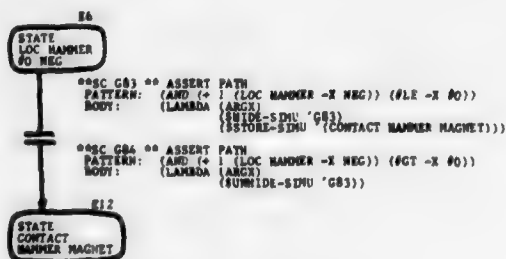 E6
STATE
LOC HAMMER
#0 NEG
**SC G83 ** ASSERT PATH
PATTERN: (AND (+ 1 (LOC HAMMER -X NEG)) (#LE -X #0))
BODY: (LAMBDA (ARGX)
($HIDE-SIMU 'G83)
($STORE-SIMU '(CONTACT HAMMER MAGNET)))
**SC G84 ** ASSERT PATH
PATTERN: (AND (+ 1 (LOC HAMMER -X NEG)) (#GT -X #0))
BODY: (LAMBDA (ARGX)
($UNHIDE-SIMU 'G83))
E12
STATE
CONTACT
HAMMER MAGNET